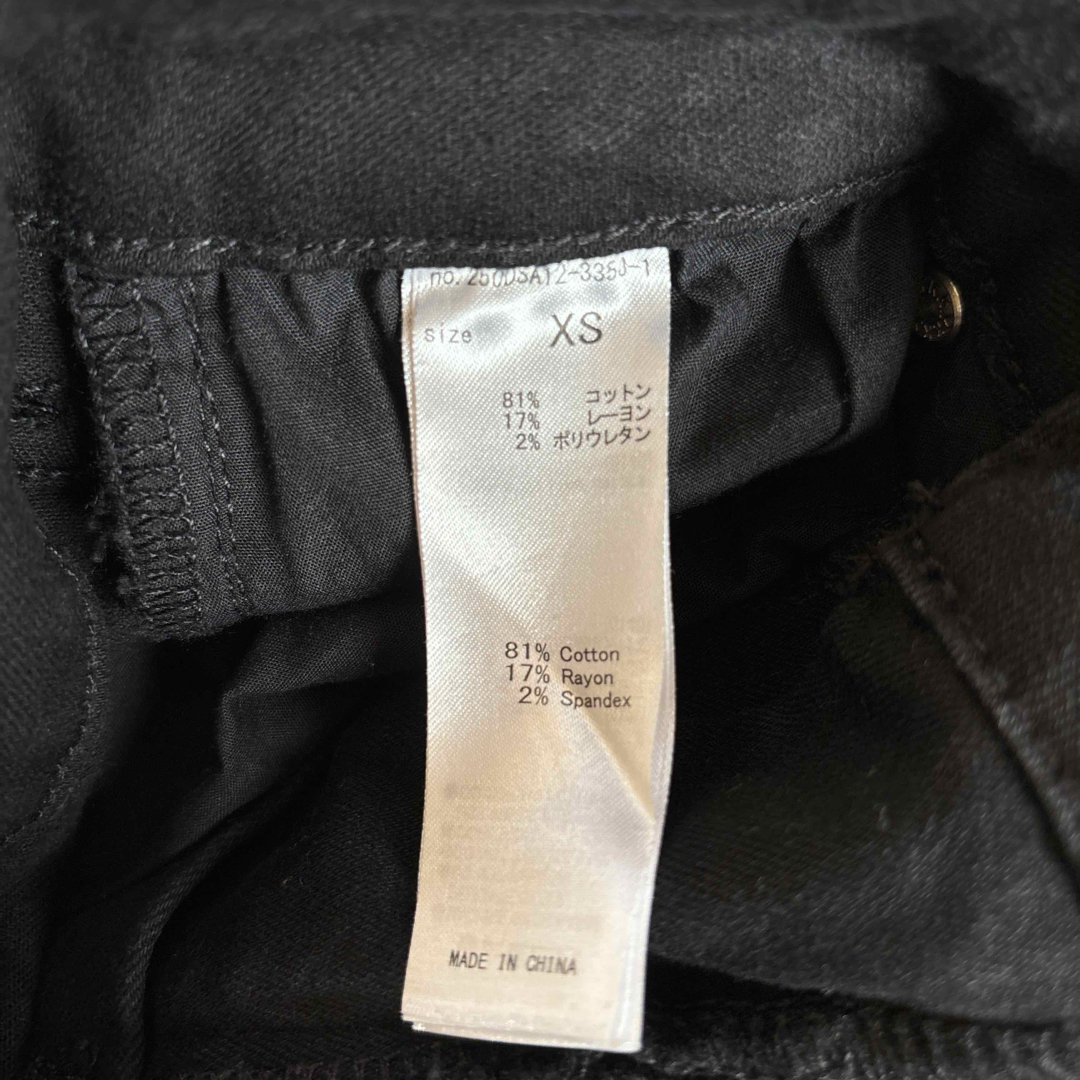 size XS
81% コットン
17% レーヨン
2% ポリウレタン
81% Cotton
17% Rayon
2% Spandex
MADE IN CHINA